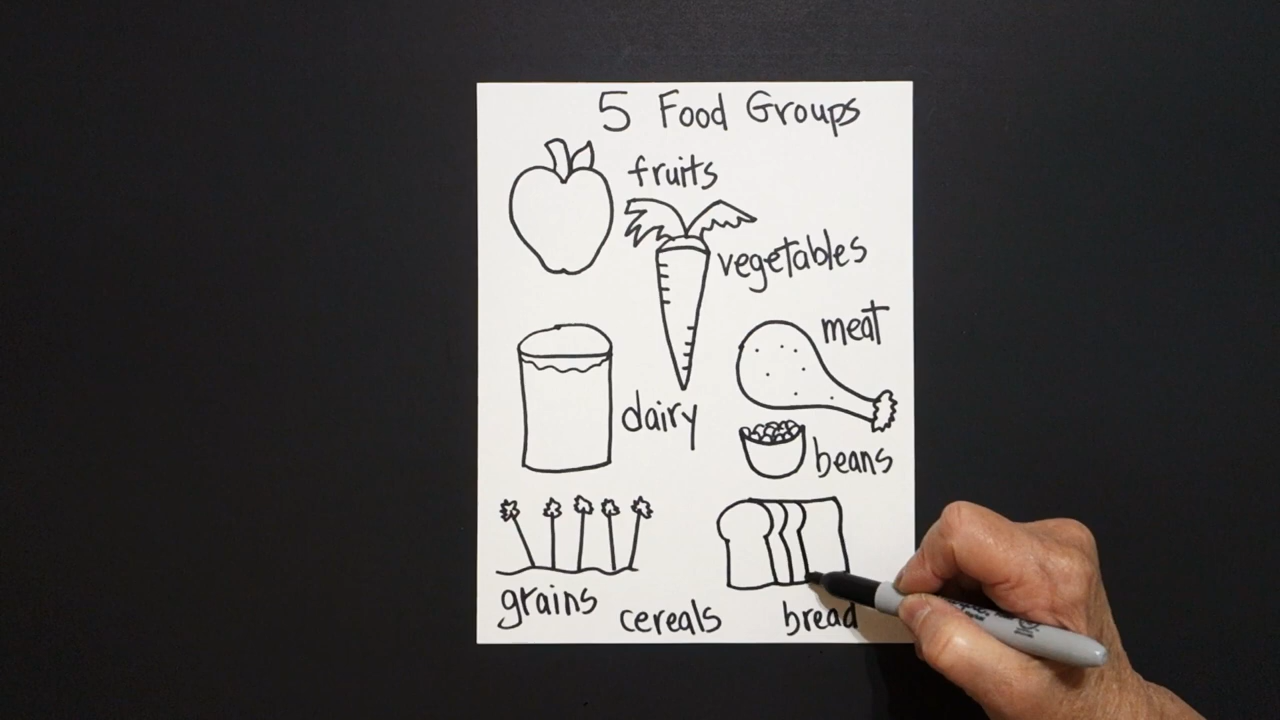 5 Food Groups
fruits
vegetables
meat
dairy
beans
grains
cereals
bread